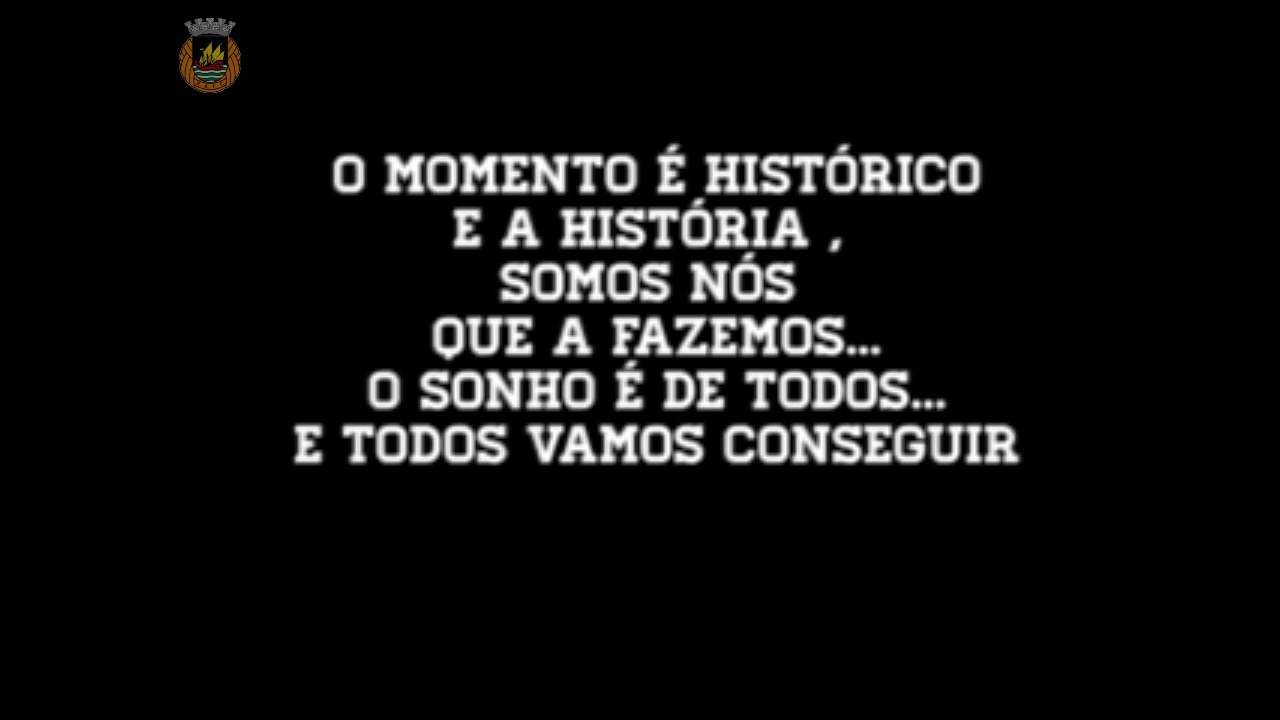 O MOMENTO É HISTÓRICO
E A HISTÓRIA ,
SOMOS NÓS
QUE A FAZEMOS...
O SONHO É DE TODOS...
E TODOS VAMOS CONSEGUIR